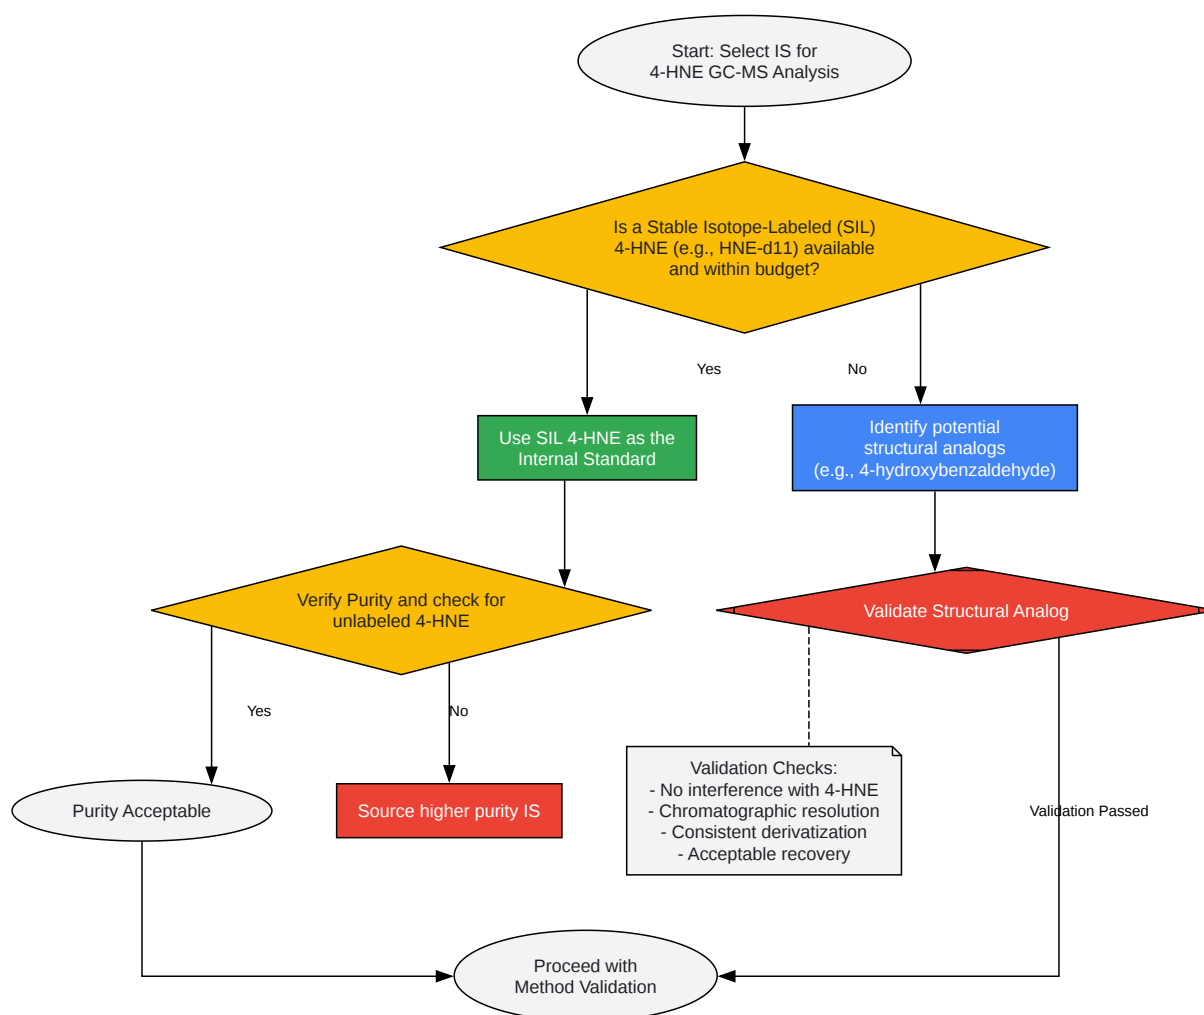 Start: Select IS for
4-HNE GC-MS Analysis
Is a Stable Isotope-Labeled (SIL)
4-HNE (e.g., HNE-d11) available
and within budget?
Yes
No
Use SIL 4-HNE as the
Internal Standard
Identify potential
structural analogs
(e.g., 4-hydroxybenzaldehyde)
Verify Purity and check for
unlabeled 4-HNE
Validate Structural Analog
Yes
No
Purity Acceptable
Source higher purity IS
Validation Checks:
- No interference with 4-HNE
- Chromatographic resolution
- Consistent derivatization
- Acceptable recovery
Validation Passed
Proceed with
Method Validation